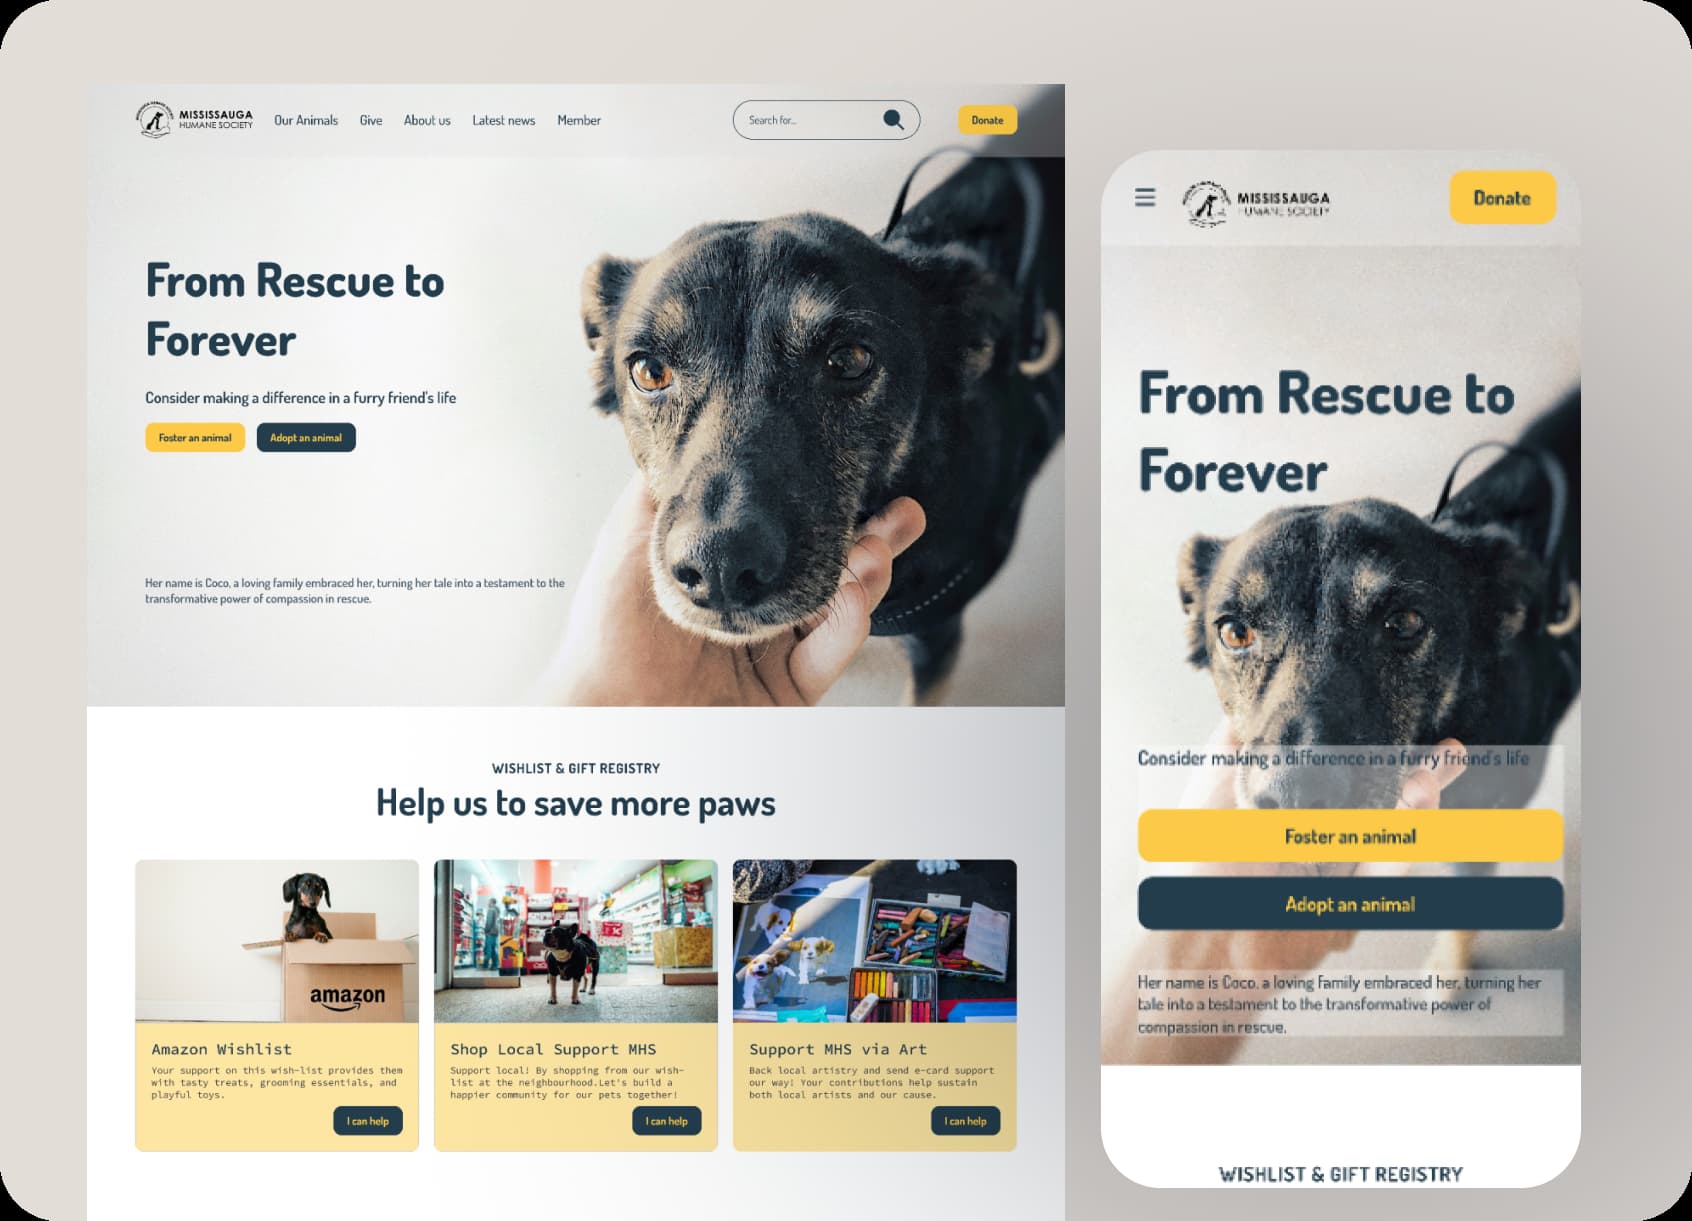 MISSISSAUGA
HUMANE SOCIETY
Our Animals Give About us Latest news Member
Search for...
Donate
From Rescue to
Forever
Consider making a difference in a furry friend's life
Foster an animal
Adopt an animal
Her name is Coco, a loving family embraced her, turning her tale into a testament to the
transformative power of compassion in rescue.
WISHLIST & GIFT REGISTRY
Help us to save more paws
amazon
Amazon Wishlist
Your support on this wish-list provides them
with tasty treats, grooming essentials, and
playful toys.
I can help
Shop Local Support MHS
Support local! By shopping from our wish-
list at the neighbourhood.Let's build a
happier community for our pets together!
I can help
Support MHS via Art
Back local artistry and send e-card support
our way! Your contributions help sustain
both local artists and our cause.
I can help
MISSISSAUGA
HUMANE SOCIETY
Donate
From Rescue to
Forever
Consider making a difference in a furry friend's life
Foster an animal
Adopt an animal
Her name is Coco, a loving family embraced her, turning her
tale into a testament to the transformative power of
compassion in rescue.
WISHLIST & GIFT REGISTRY